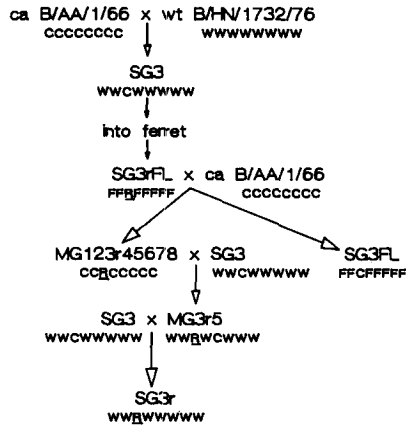 ca B/AA/1/66 x wt B/HN/1732/76
CCCCCCCC WWWWWWWW
SG3
WWCWWWWW
into ferret
SG3rFL x ca B/AA/1/66
FFRFFFFF CCCCCCCC
MG123r45678 x SG3 SG3FL
CCRCCCCC WWCWWWWW FFCFFFFF
SG3 x MG3r5
WWCWWWWW WWRWCWWW
SG3r
WWRWWWWW